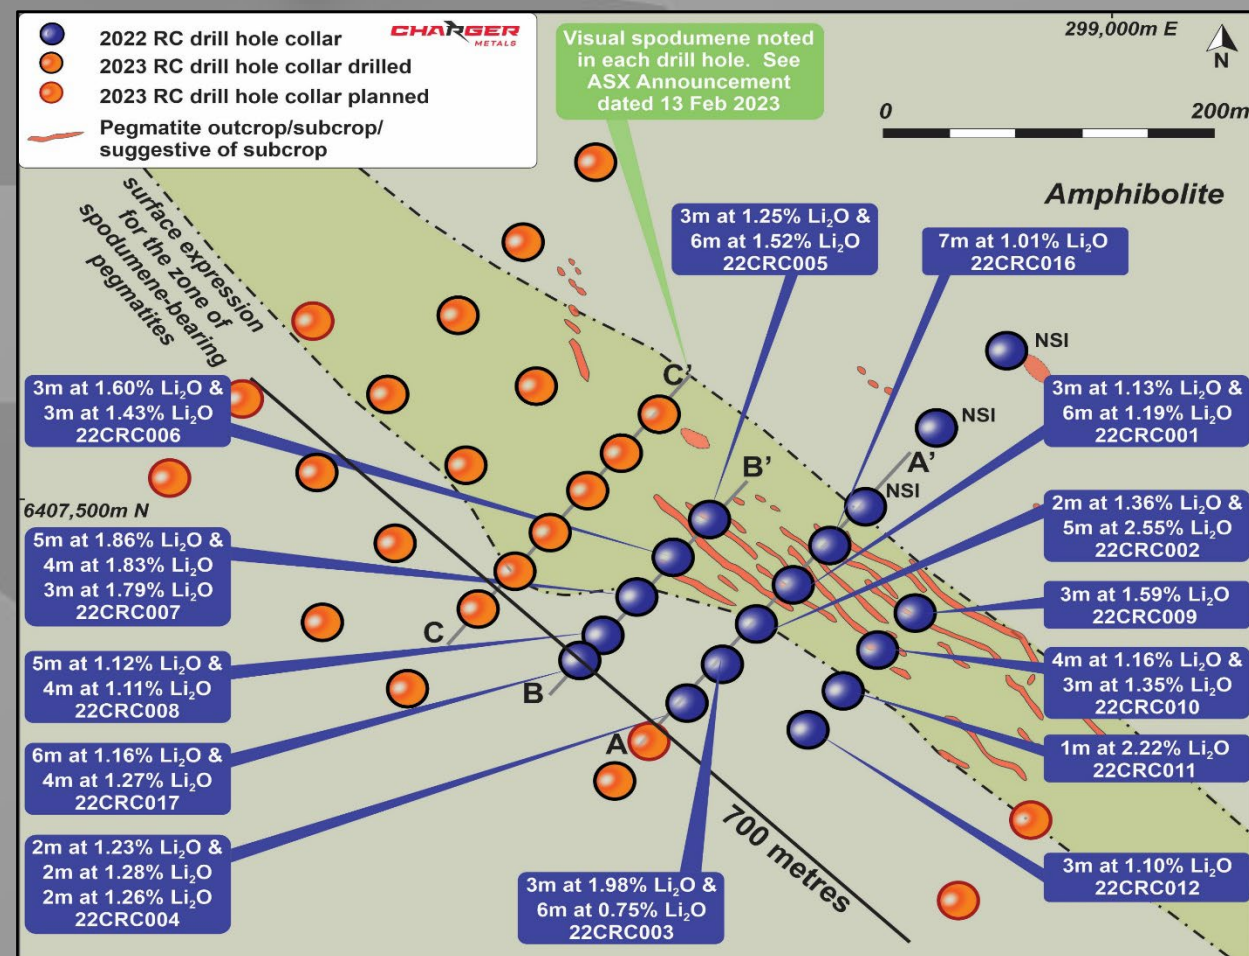 2022 RC drill hole collar
2023 RC drill hole collar drilled
2023 RC drill hole collar planned
Pegmatite outcrop/subcrop/
suggestive of subcrop
CHARGER
METALS
Visual spodumene noted
in each drill hole. See
ASX Announcement
dated 13 Feb 2023
299,000m E
N
0
200m
Amphibolite
surface expression
for the zone of
spodumene-bearing
pegmatites
3m at 1.25% Li₂O &
6m at 1.52% Li₂O
22CRC005
7m at 1.01% Li₂O
22CRC016
NSI
NSI
NSI
3m at 1.60% Li₂O &
3m at 1.43% Li₂O
22CRC006
C'
B'
A'
3m at 1.13% Li₂O &
6m at 1.19% Li₂O
22CRC001
6407,500m N
2m at 1.36% Li₂O &
5m at 2.55% Li₂O
22CRC002
5m at 1.86% Li₂O &
4m at 1.83% Li₂O
3m at 1.79% Li₂O
22CRC007
3m at 1.59% Li₂O
22CRC009
C
B
A
5m at 1.12% Li₂O &
4m at 1.11% Li₂O
22CRC008
4m at 1.16% Li₂O &
3m at 1.35% Li₂O
22CRC010
6m at 1.16% Li₂O &
4m at 1.27% Li₂O
22CRC017
1m at 2.22% Li₂O
22CRC011
700 metres
2m at 1.23% Li₂O &
2m at 1.28% Li₂O
2m at 1.26% Li₂O
22CRC004
3m at 1.98% Li₂O &
6m at 0.75% Li₂O
22CRC003
3m at 1.10% Li₂O
22CRC012